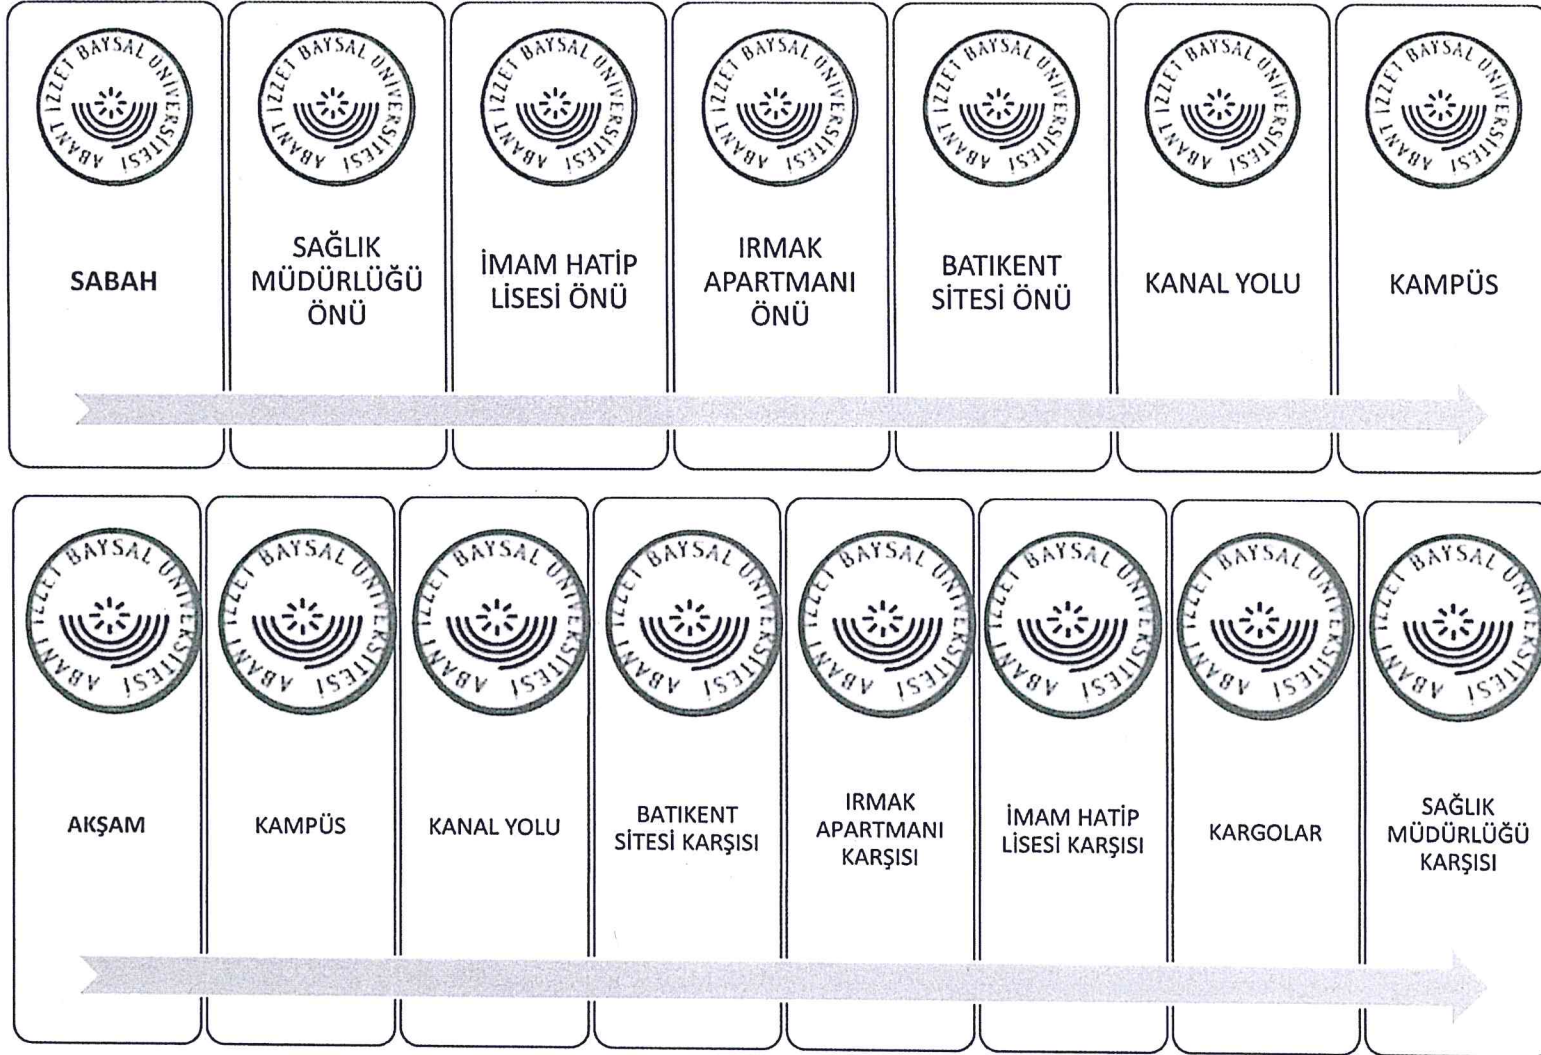 ABANT İZZET BAYSAL ÜNİVERSİTESİ
ABANT İZZET BAYSAL ÜNİVERSİTESİ
ABANT İZZET BAYSAL ÜNİVERSİTESİ
ABANT İZZET BAYSAL ÜNİVERSİTESİ
ABANT İZZET BAYSAL ÜNİVERSİTESİ
ABANT İZZET BAYSAL ÜNİVERSİTESİ
ABANT İZZET BAYSAL ÜNİVERSİTESİ
SABAH
SAĞLIK
MÜDÜRLÜĞÜ
ÖNÜ
İMAM HATİP
LİSESİ ÖNÜ
IRMAK
APARTMANI
ÖNÜ
BATIKENT
SİTESİ ÖNÜ
KANAL YOLU
KAMPÜS
ABANT İZZET BAYSAL ÜNİVERSİTESİ
ABANT İZZET BAYSAL ÜNİVERSİTESİ
ABANT İZZET BAYSAL ÜNİVERSİTESİ
ABANT İZZET BAYSAL ÜNİVERSİTESİ
ABANT İZZET BAYSAL ÜNİVERSİTESİ
ABANT İZZET BAYSAL ÜNİVERSİTESİ
ABANT İZZET BAYSAL ÜNİVERSİTESİ
ABANT İZZET BAYSAL ÜNİVERSİTESİ
AKŞAM
KAMPÜS
KANAL YOLU
BATIKENT
SİTESİ KARŞISI
IRMAK
APARTMANI
KARŞISI
İMAM HATİP
LİSESİ KARŞISI
KARGOLAR
SAĞLIK
MÜDÜRLÜĞÜ
KARŞISI